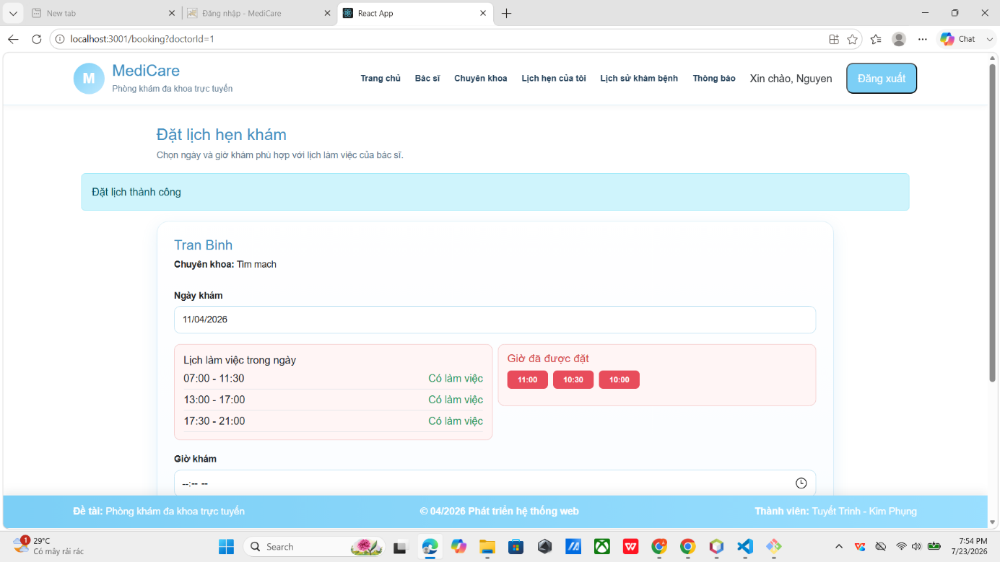 New tab
Đăng nhập - MediCare
React App
localhost:3001/booking?doctorId=1
Chat
M
MediCare
Phòng khám đa khoa trực tuyến
Trang chủ
Bác sĩ
Chuyên khoa
Lịch hẹn của tôi
Lịch sử khám bệnh
Thông báo
Xin chào, Nguyen
Đăng xuất
Đặt lịch hẹn khám
Chọn ngày và giờ khám phù hợp với lịch làm việc của bác sĩ.
Đặt lịch thành công
Tran Binh
Chuyên khoa: Tim mach
Ngày khám
11/04/2026
Lịch làm việc trong ngày
07:00 - 11:30 Có làm việc
13:00 - 17:00 Có làm việc
17:30 - 21:00 Có làm việc
Giờ đã được đặt
11:00 10:30 10:00
Giờ khám
--:-- --
Đề tài: Phòng khám đa khoa trực tuyến
© 04/2026 Phát triển hệ thống web
Thành viên: Tuyết Trinh - Kim Phụng
1
29°C
Có mây rải rác
Search
7:54 PM
7/23/2026